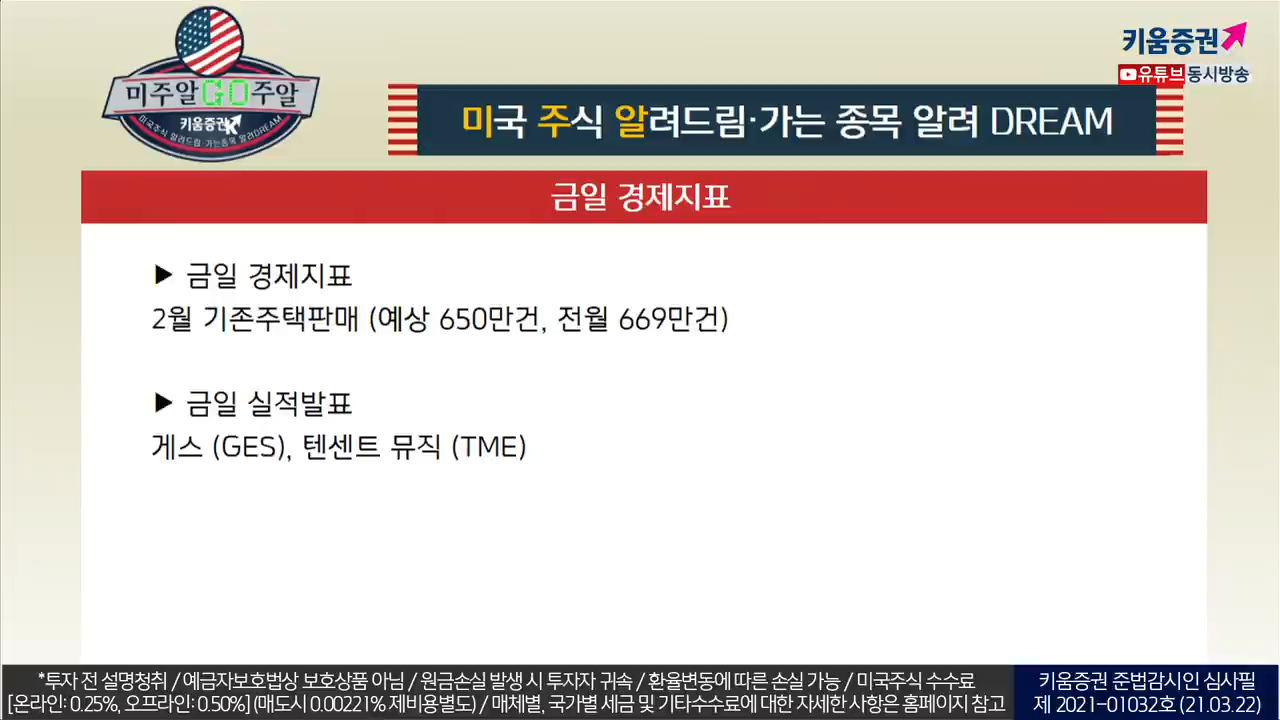 미주알GO주알
키움증권
미국주식 알려드림·가는종목 알려DREAM
키움증권
유튜브동시방송
미국 주식 알려드림·가는 종목 알려 DREAM
금일 경제지표
▶ 금일 경제지표
2월 기존주택판매 (예상 650만건, 전월 669만건)
▶ 금일 실적발표
게스 (GES), 텐센트 뮤직 (TME)
*투자 전 설명청취 / 예금자보호법상 보호상품 아님 / 원금손실 발생 시 투자자 귀속 / 환율변동에 따른 손실 가능 / 미국주식 수수료
[온라인: 0.25%, 오프라인: 0.50%] (매도시 0.00221% 제비용별도) / 매체별, 국가별 세금 및 기타수수료에 대한 자세한 사항은 홈페이지 참고
키움증권 준법감시인 심사필
제 2021-01032호 (21.03.22)